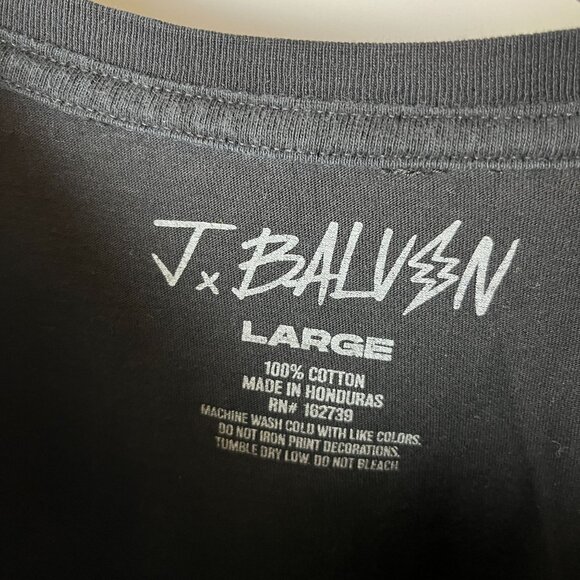 J. BALVIN
LARGE
100% COTTON
MADE IN HONDURAS
RN# 162739
MACHINE WASH COLD WITH LIKE COLORS.
DO NOT IRON PRINT DECORATIONS.
TUMBLE DRY LOW. DO NOT BLEACH